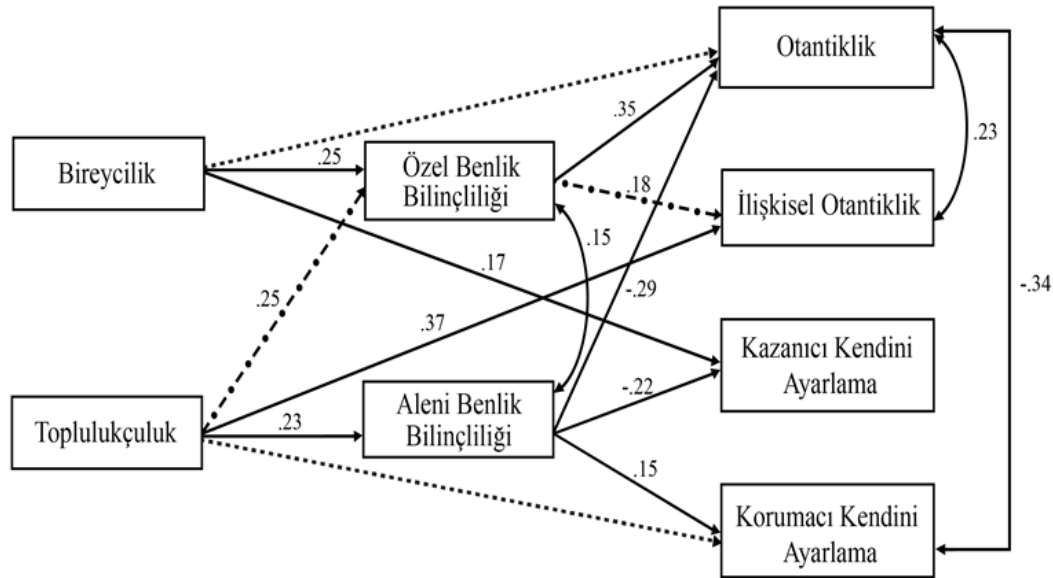 Otantiklik
.35
.23
Bireycilik
.25
Özel Benlik
Bilinçliliği
.18
İlişkisel Otantiklik
.15
.17
.25
-.29
-.34
.37
Kazanıcı Kendini
Ayarlama
-.22
Toplulukçuluk
.23
Aleni Benlik
Bilinçliliği
.15
Korumacı Kendini
Ayarlama